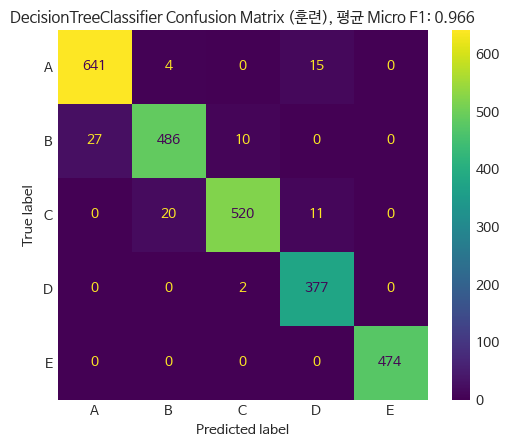 DecisionTreeClassifier Confusion Matrix (훈련), 평균 Micro F1: 0.966
A 641 4 0 15 0
B 27 486 10 0 0
C 0 20 520 11 0
D 0 0 2 377 0
E 0 0 0 0 474
A B C D E
Predicted label
True label
600
500
400
300
200
100
0